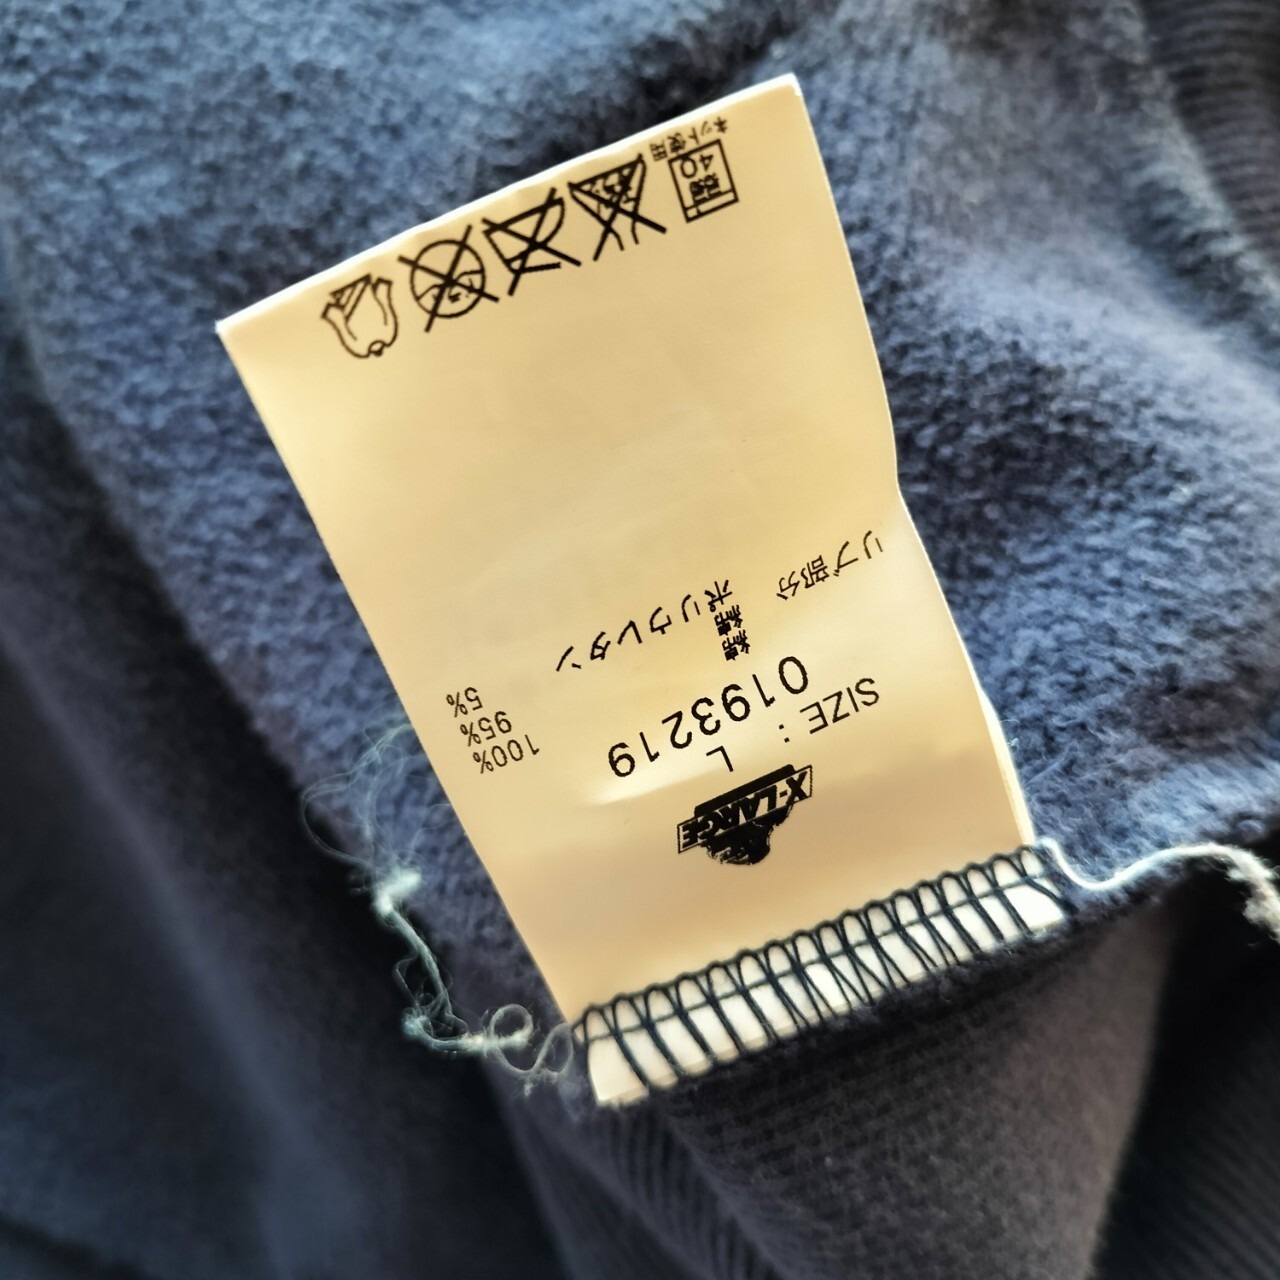 X-LARGE
SIZE : L
0193219
綿 100%
リブ部分 綿 95%
ポリウレタン 5%
40
ネット使用